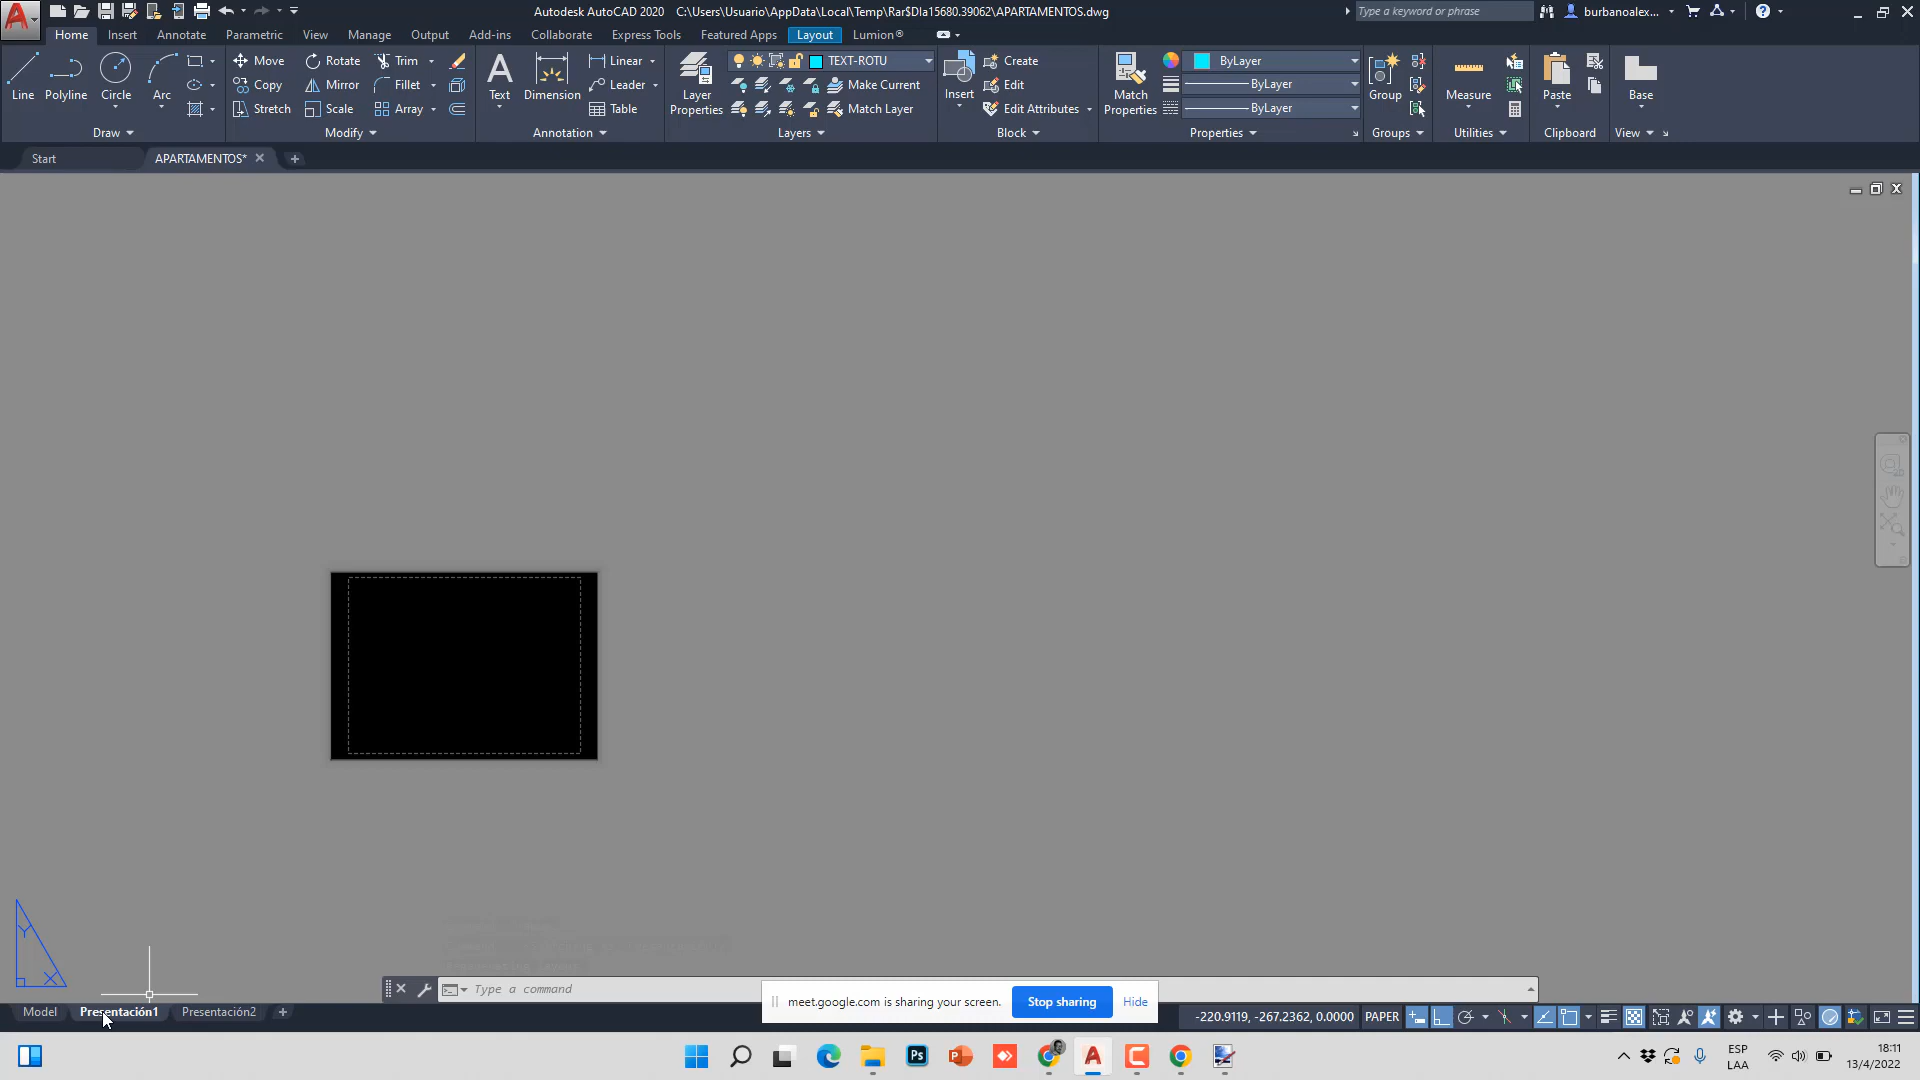 Autodesk AutoCAD 2020 C:\Users\Usuario\AppData\Local\Temp\Rar$DIa15680.39062\APARTAMENTOS.dwg
Type a keyword or phrase
burbanoalex...
Home Insert Annotate Parametric View Manage Output Add-ins Collaborate Express Tools Featured Apps Layout Lumion®
Line Polyline Circle Arc
Draw
Move Rotate Trim
Copy Mirror Fillet
Stretch Scale Array
Modify
Text Dimension
Linear
Leader
Table
Annotation
Layer Properties
TEXT-ROTU
Make Current
Match Layer
Layers
Insert
Create
Edit
Edit Attributes
Block
Match Properties
ByLayer
ByLayer
ByLayer
Properties
Group
Groups
Measure
Utilities
Paste
Clipboard
Base
View
Start APARTAMENTOS*
Y
X
Type a command
meet.google.com is sharing your screen. Stop sharing Hide
Model Presentación1 Presentación2
-220.9119, -267.2362, 0.0000 PAPER
Ps
ESP
LAA
18:11
13/4/2022